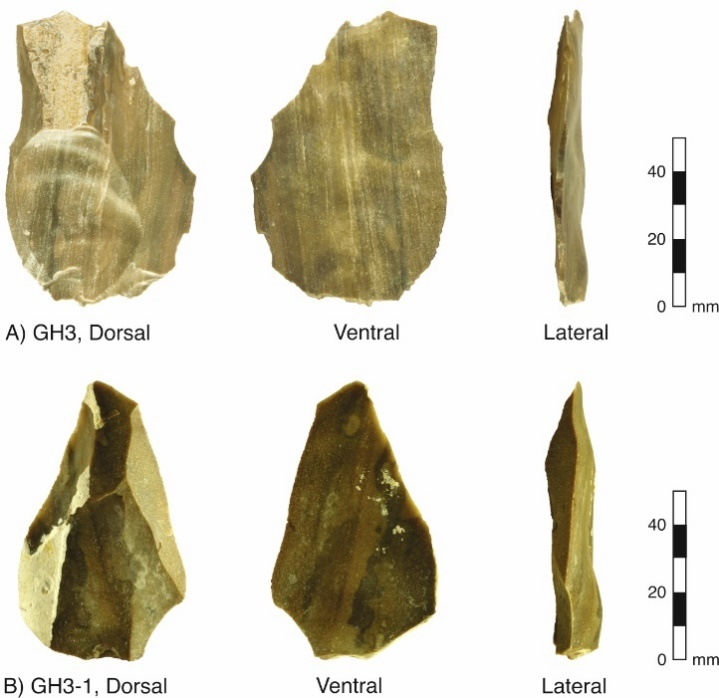 40
20
0 mm
A) GH3, Dorsal Ventral Lateral
40
20
0 mm
B) GH3-1, Dorsal Ventral Lateral